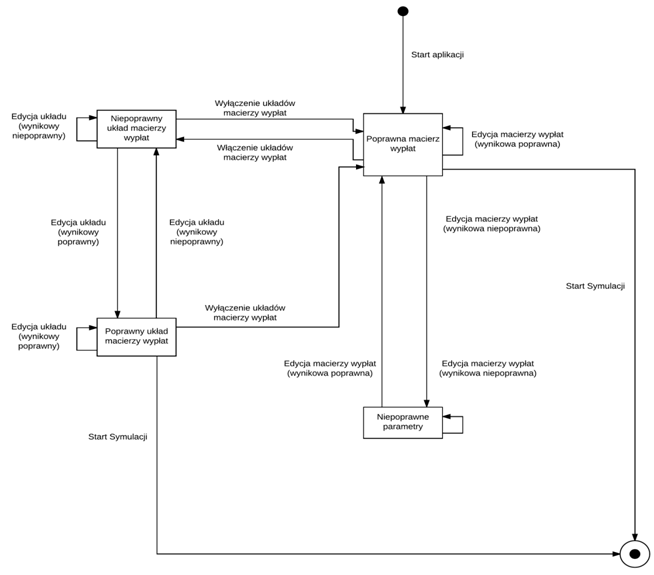 Start aplikacji
Edycja układu
(wynikowy
niepoprawny)
Niepoprawny
układ macierzy
wypłat
Wyłączenie układów
macierzy wypłat
Włączenie układów
macierzy wypłat
Poprawna macierz
wypłat
Edycja macierzy wypłat
(wynikowa poprawna)
Edycja układu
(wynikowy
poprawny)
Edycja układu
(wynikowy
niepoprawny)
Edycja macierzy wypłat
(wynikowa niepoprawna)
Start Symulacji
Edycja układu
(wynikowy
poprawny)
Poprawny układ
macierzy wypłat
Wyłączenie układów
macierzy wypłat
Edycja macierzy wypłat
(wynikowa poprawna)
Edycja macierzy wypłat
(wynikowa niepoprawna)
Niepoprawne
parametry
Start Symulacji